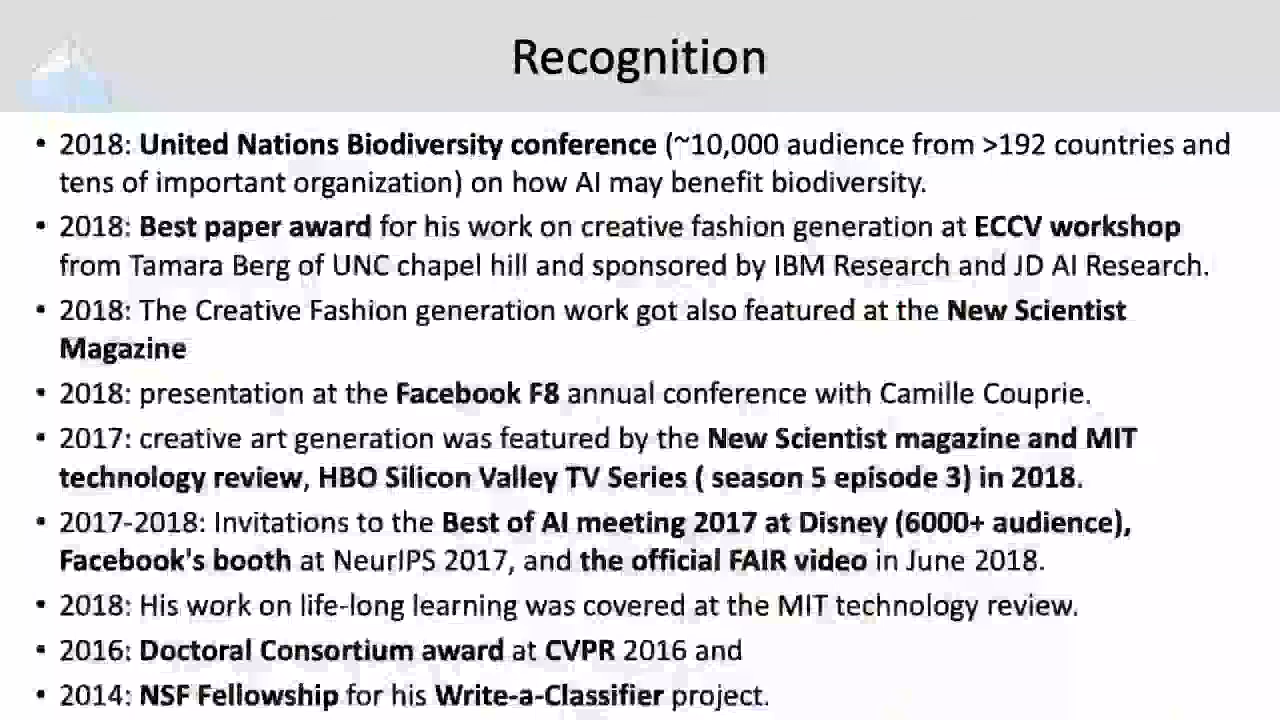 Recognition
• 2018: United Nations Biodiversity conference (~10,000 audience from >192 countries and
tens of important organization) on how AI may benefit biodiversity.
• 2018: Best paper award for his work on creative fashion generation at ECCV workshop
from Tamara Berg of UNC chapel hill and sponsored by IBM Research and JD AI Research.
• 2018: The Creative Fashion generation work got also featured at the New Scientist
Magazine
• 2018: presentation at the Facebook F8 annual conference with Camille Couprie.
• 2017: creative art generation was featured by the New Scientist magazine and MIT
technology review, HBO Silicon Valley TV Series ( season 5 episode 3) in 2018.
• 2017-2018: Invitations to the Best of AI meeting 2017 at Disney (6000+ audience),
Facebook's booth at NeurIPS 2017, and the official FAIR video in June 2018.
• 2018: His work on life-long learning was covered at the MIT technology review.
• 2016: Doctoral Consortium award at CVPR 2016 and
• 2014: NSF Fellowship for his Write-a-Classifier project.